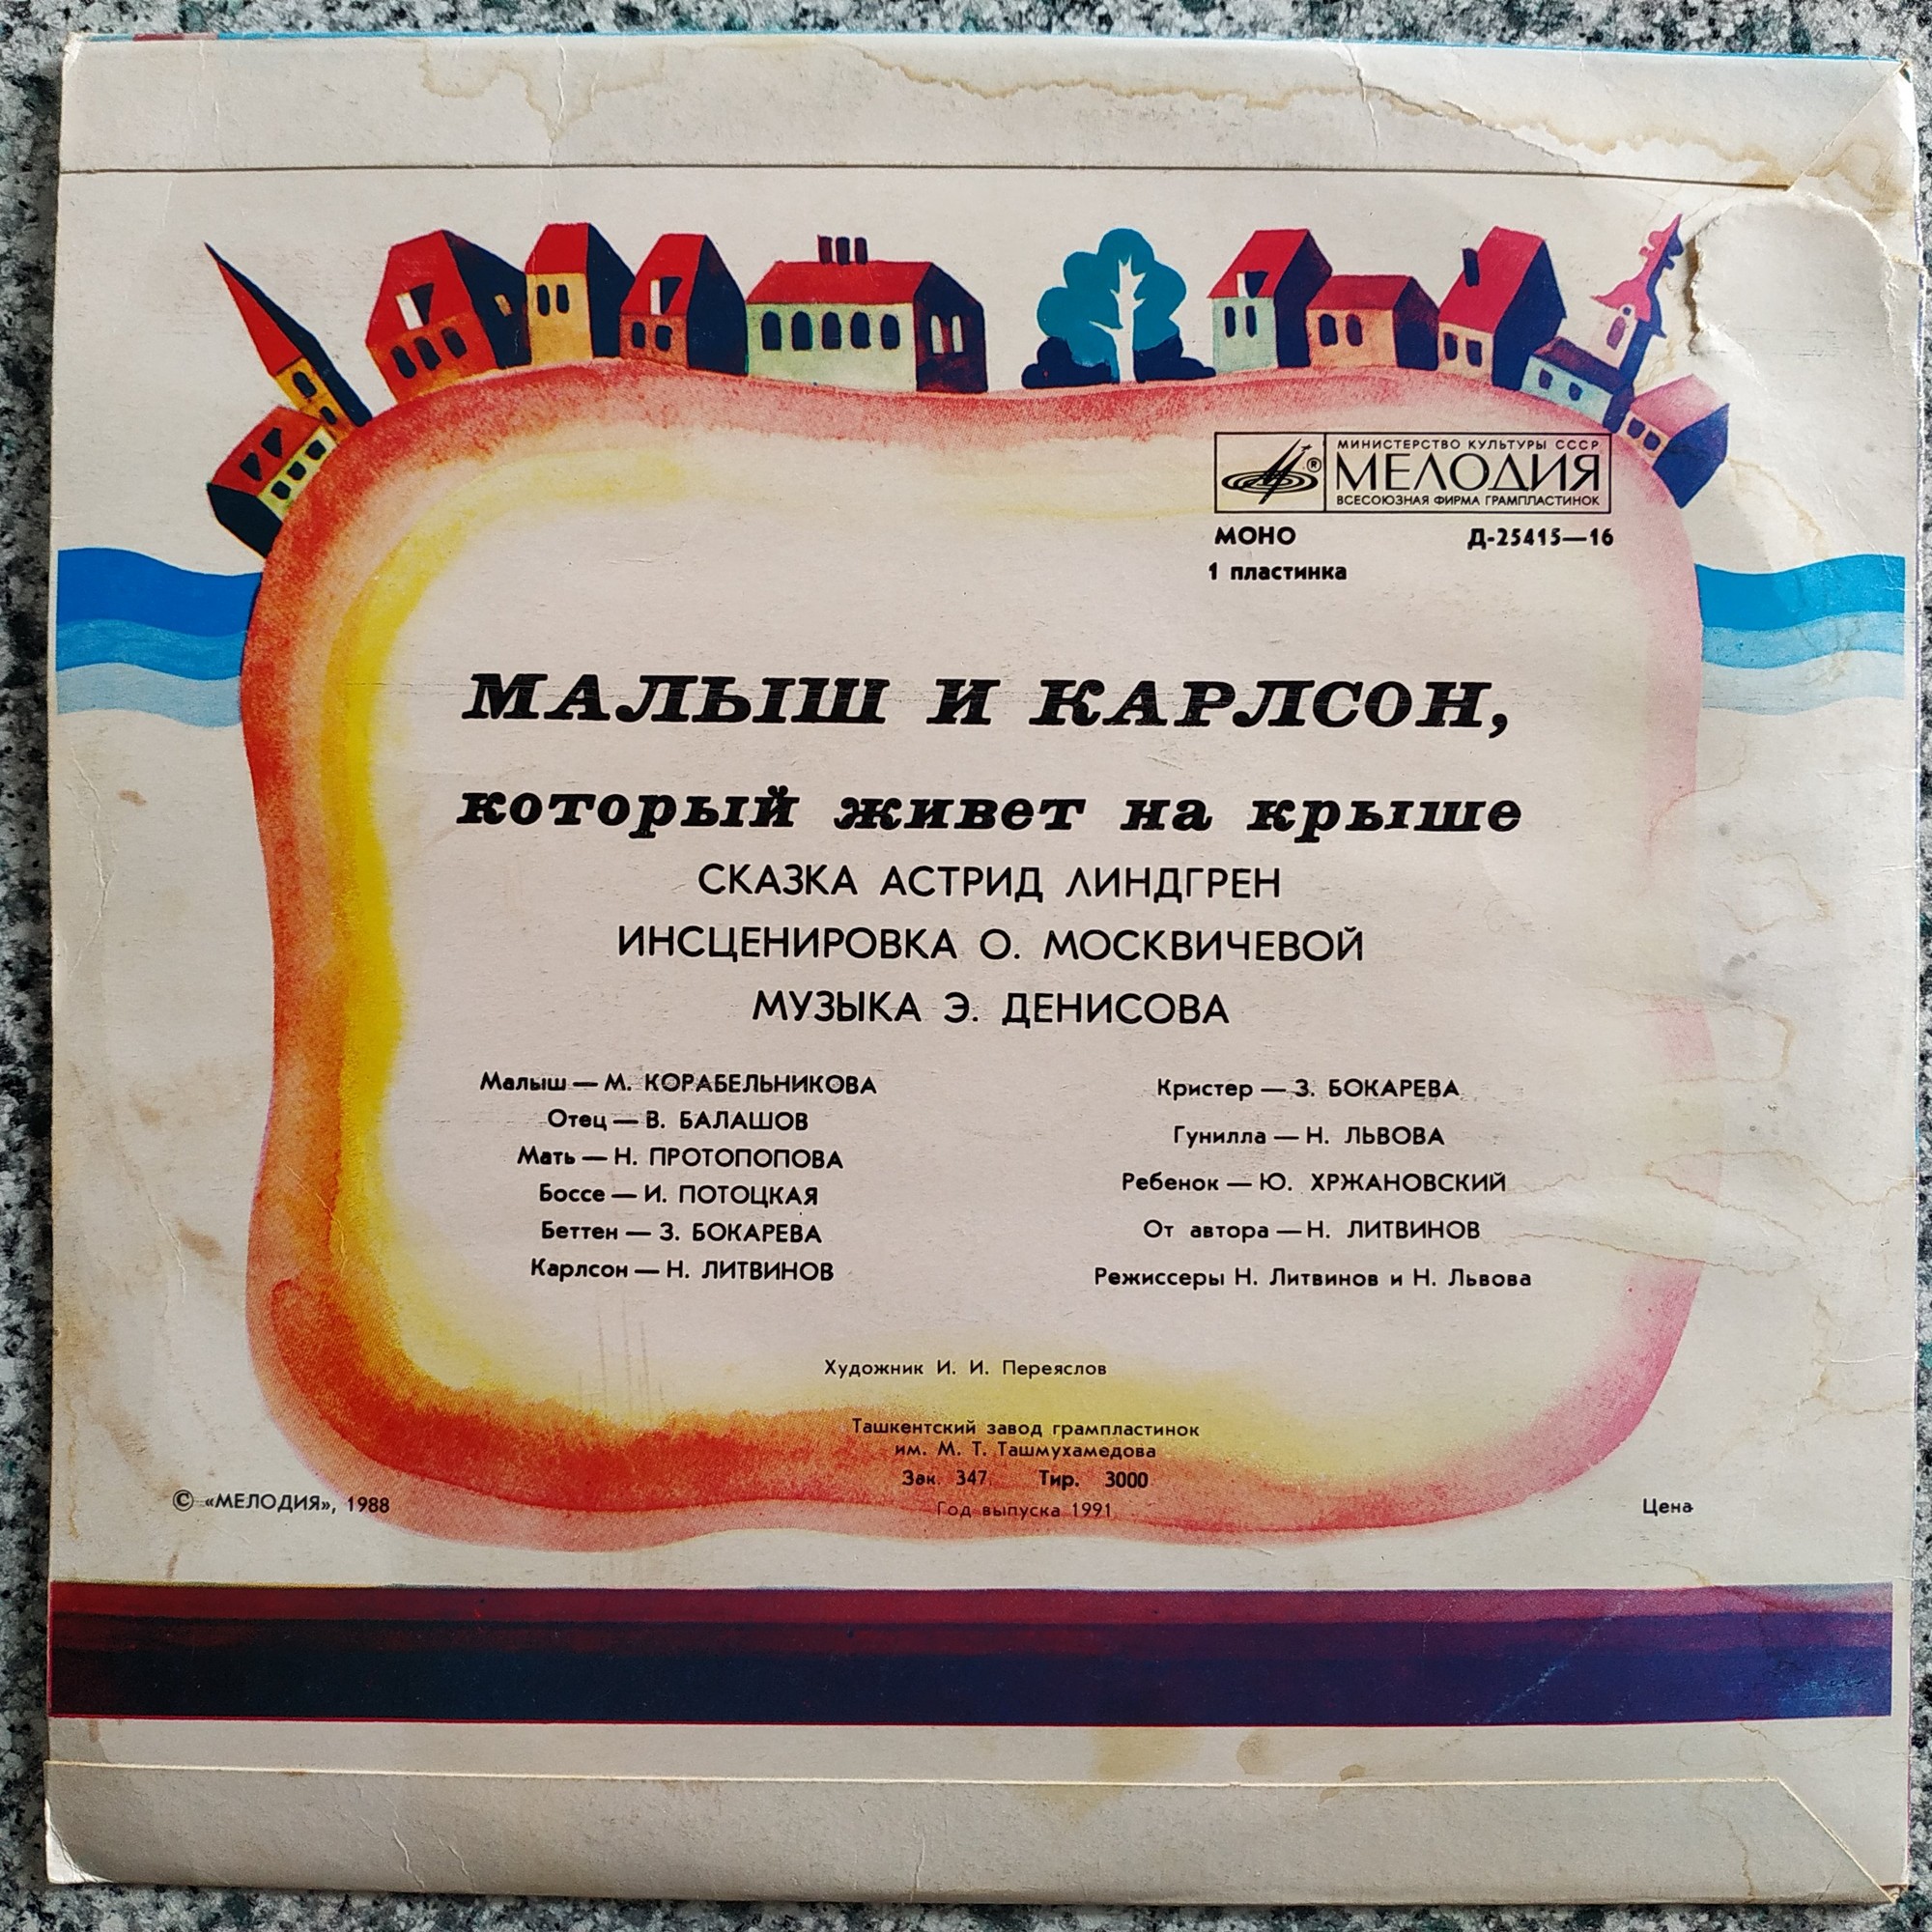 МИНИСТЕРСТВО КУЛЬТУРЫ СССР
МЕЛОДИЯ
ВСЕСОЮЗНАЯ ФИРМА ГРАМПЛАСТИНОК
МОНО Д-25415—16
1 пластинка
МАЛЫШ И КАРЛСОН,
который живет на крыше
СКАЗКА АСТРИД ЛИНДГРЕН
ИНСЦЕНИРОВКА О. МОСКВИЧЕВОЙ
МУЗЫКА Э. ДЕНИСОВА
Малыш — М. КОРАБЕЛЬНИКОВА
Отец — В. БАЛАШОВ
Мать — Н. ПРОТОПОПОВА
Боссе — И. ПОТОЦКАЯ
Беттен — З. БОКАРЕВА
Карлсон — Н. ЛИТВИНОВ
Кристер — З. БОКАРЕВА
Гунилла — Н. ЛЬВОВА
Ребенок — Ю. ХРЖАНОВСКИЙ
От автора — Н. ЛИТВИНОВ
Режиссеры Н. Литвинов и Н. Львова
Художник И. И. Переяслов
Ташкентский завод грампластинок
им. М. Т. Ташмухамедова
Зак. 347. Тир. 3000
Год выпуска 1991
© «МЕЛОДИЯ», 1988
Цена